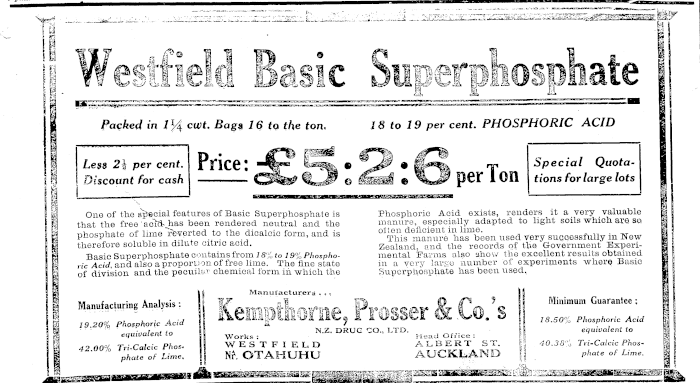 Westfield Basic Superphosphate
Packed in 1¼ cwt. Bags 16 to the ton.
18 to 19 per cent. PHOSPHORIC ACID
Less 2½ per cent.
Discount for cash
Price: £5:2:6 per Ton
Special Quota-
tions for large lots
One of the special features of Basic Superphosphate is
that the free acid has been rendered neutral and the
phosphate of lime reverted to the dicalcic form, and is
therefore soluble in dilute citric acid.
Basic Superphosphate contains from 18% to 19% Phospho-
ric Acid, and also a proportion of free lime. The fine state
of division and the peculiar chemical form in which the
Phosphoric Acid exists, renders it a very valuable
manure, especially adapted to light soils which are so
often deficient in lime.
This manure has been used very successfully in New
Zealand, and the records of the Government Experi-
mental Farms also show the excellent results obtained
in a very large number of experiments where Basic
Superphosphate has been used.
Manufacturing Analysis:
19.20% Phosphoric Acid
equivalent to
42.00% Tri-Calcic Phos-
phate of Lime.
Manufacturers...
Kempthorne, Prosser & Co.'s
N.Z. DRUG CO., LTD.
Works:
WESTFIELD
Nr. OTAHUHU
Head Office:
ALBERT ST.
AUCKLAND
Minimum Guarantee:
18.50% Phosphoric Acid
equivalent to
40.38% Tri-Calcic Phos-
phate of Lime.